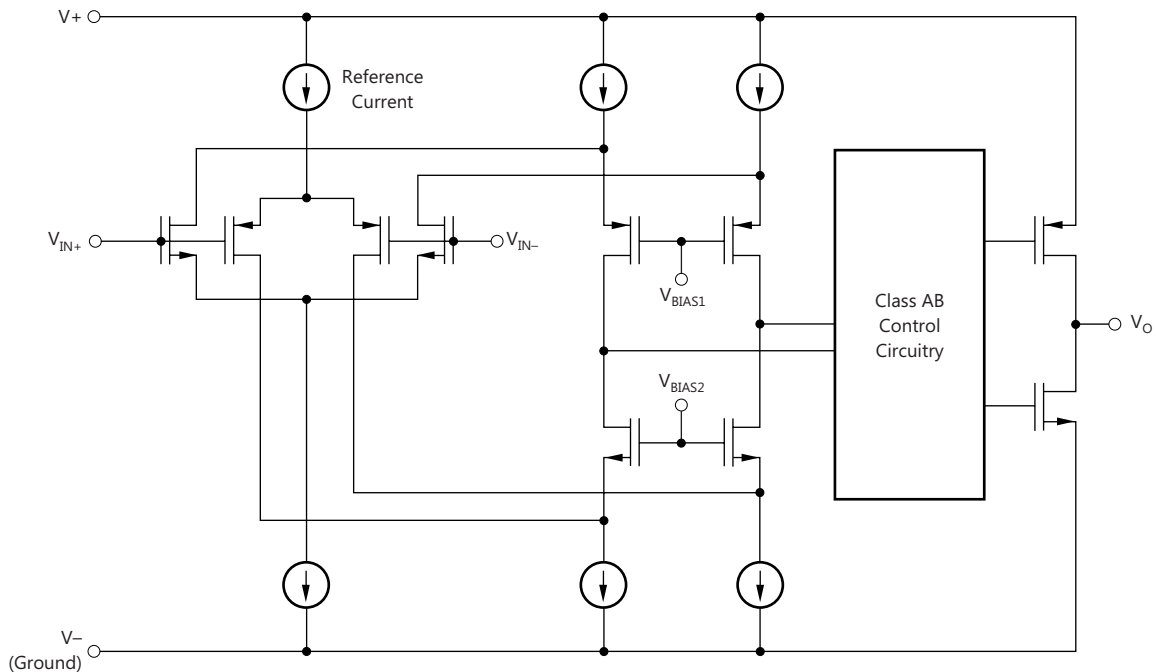 V+
Reference
Current
VIN+
VIN–
VBIAS1
VBIAS2
Class AB
Control
Circuitry
VO
V–
(Ground)